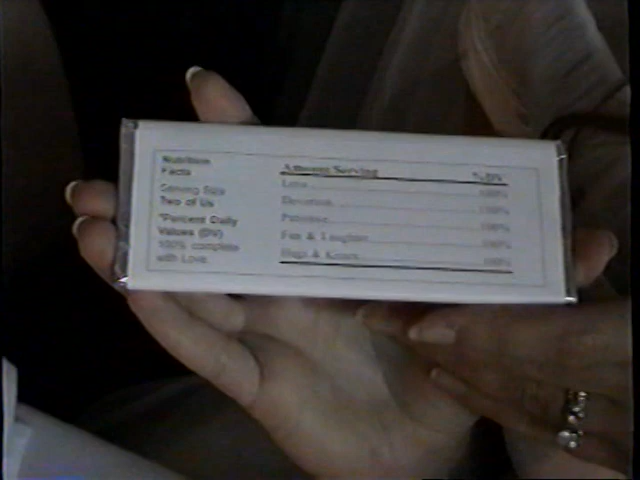 Nutrition
Facts
Serving Size
Two of Us
*Percent Daily
Values (DV)
100% complete
with Love
Amount/Serving %DV
Love 100%
Devotion 100%
Patience 100%
Fun & Laughter 100%
Hugs & Kisses 100%